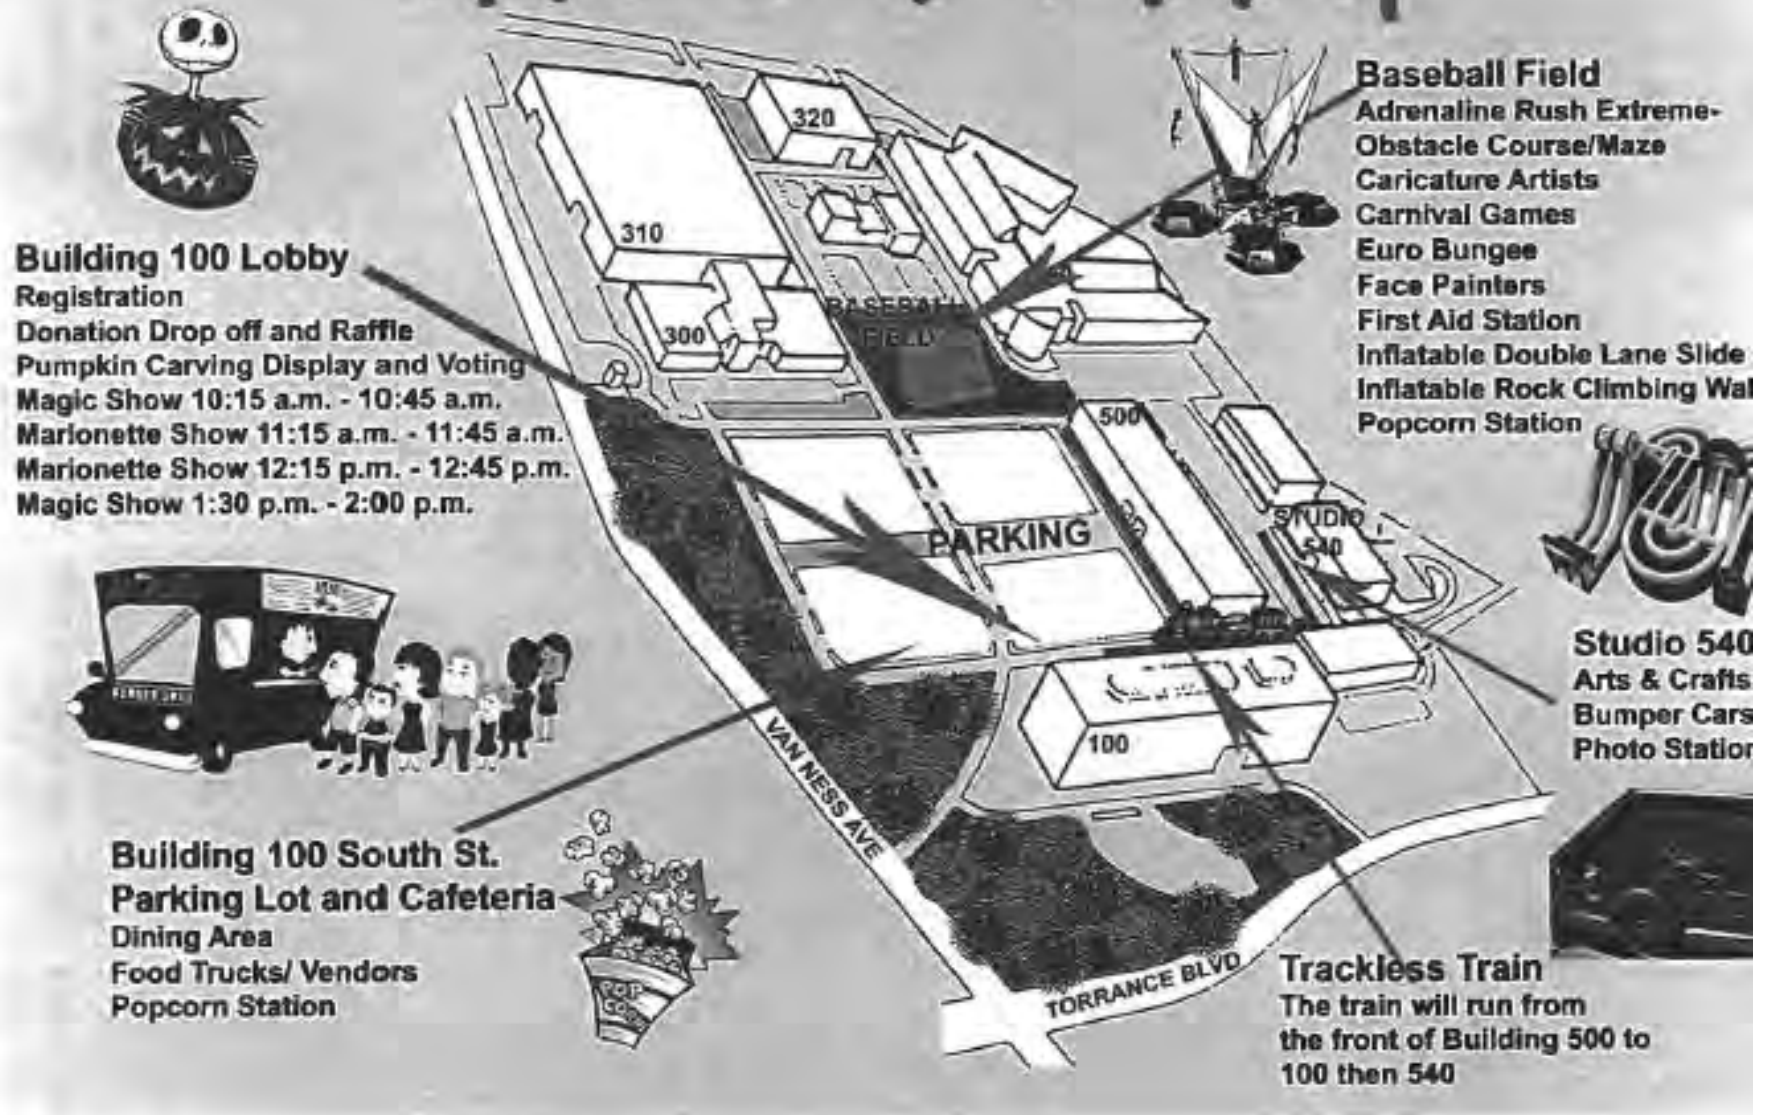 Building 100 Lobby
Registration
Donation Drop off and Raffle
Pumpkin Carving Display and Voting
Magic Show 10:15 a.m. - 10:45 a.m.
Marionette Show 11:15 a.m. - 11:45 a.m.
Marionette Show 12:15 p.m. - 12:45 p.m.
Magic Show 1:30 p.m. - 2:00 p.m.
Baseball Field
Adrenaline Rush Extreme-
Obstacle Course/Maze
Caricature Artists
Carnival Games
Euro Bungee
Face Painters
First Aid Station
Inflatable Double Lane Slide
Inflatable Rock Climbing Wal
Popcorn Station
320
310
300
BASEBALL
FIELD
500
PARKING
STUDIO
540
100
VAN NESS AVE
TORRANCE BLVD
Studio 540
Arts & Crafts
Bumper Cars
Photo Station
Building 100 South St.
Parking Lot and Cafeteria
Dining Area
Food Trucks/ Vendors
Popcorn Station
POP
CORN
Trackless Train
The train will run from
the front of Building 500 to
100 then 540